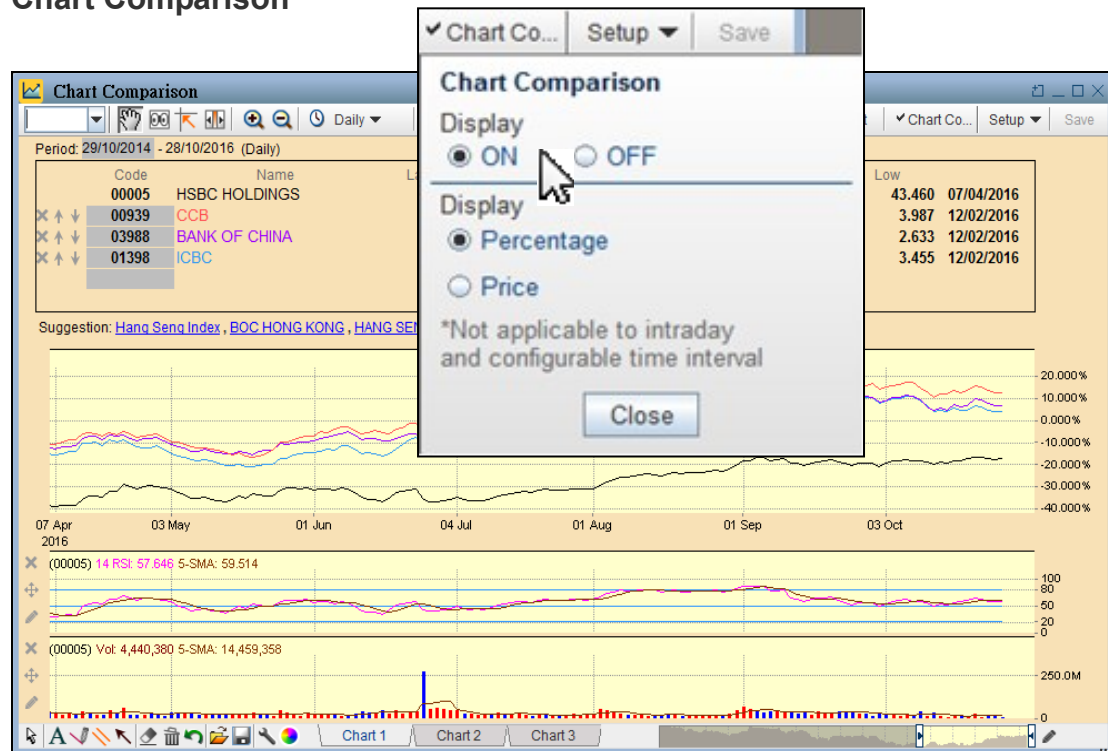 Chart Comparison
✔ Chart Co... Setup ▼ Save
Chart Comparison
Display
ON OFF
Display
Percentage
Price
*Not applicable to intraday
and configurable time interval
Close
Chart Comparison
Daily ▼ ✔ Chart Co... Setup ▼ Save
Period: 29/10/2014 - 28/10/2016 (Daily)
Code Name Low
00005 HSBC HOLDINGS 43.460 07/04/2016
00939 CCB 3.987 12/02/2016
03988 BANK OF CHINA 2.633 12/02/2016
01398 ICBC 3.455 12/02/2016
Suggestion: Hang Seng Index , BOC HONG KONG , HANG SEN
20.000%
10.000%
0.000%
-10.000%
-20.000%
-30.000%
-40.000%
07 Apr 03 May 01 Jun 04 Jul 01 Aug 01 Sep 03 Oct
2016
(00005) 14 RSI: 57.646 5-SMA: 59.514
100
80
50
20
0
(00005) Vol: 4,440,380 5-SMA: 14,459,358
250.0M
0
A Chart 1 Chart 2 Chart 3